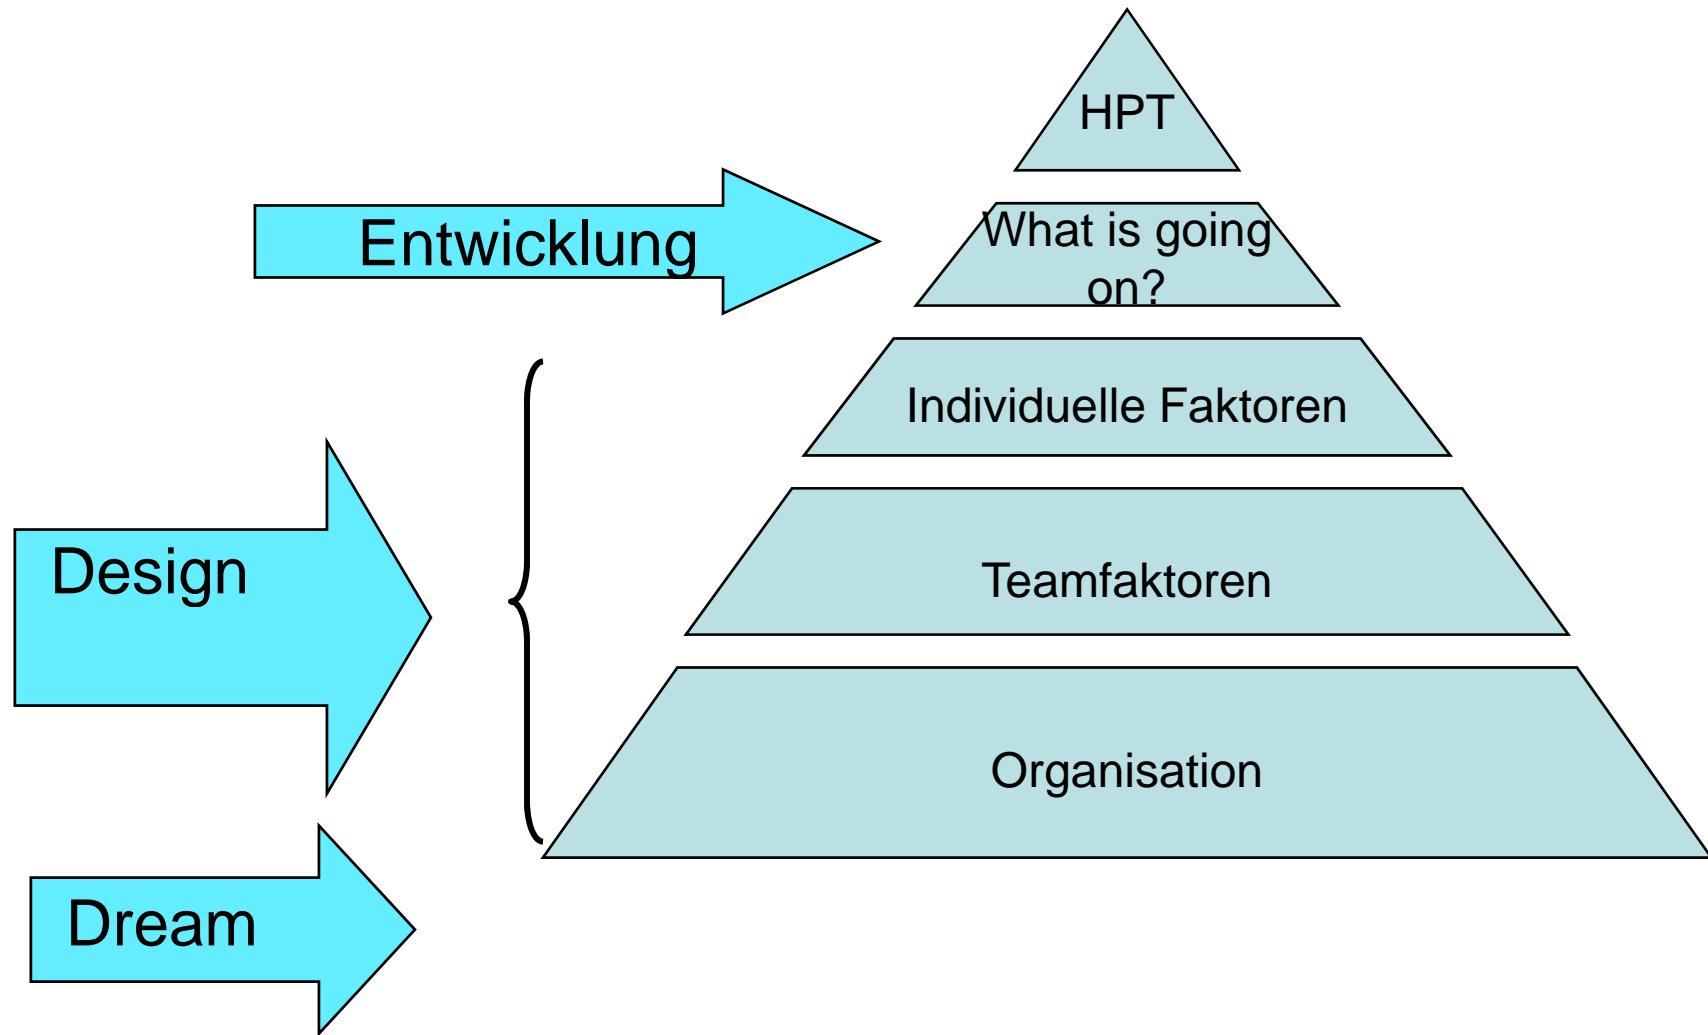 HPT
Entwicklung
What is going
on?
Individuelle Faktoren
Design
Teamfaktoren
Organisation
Dream